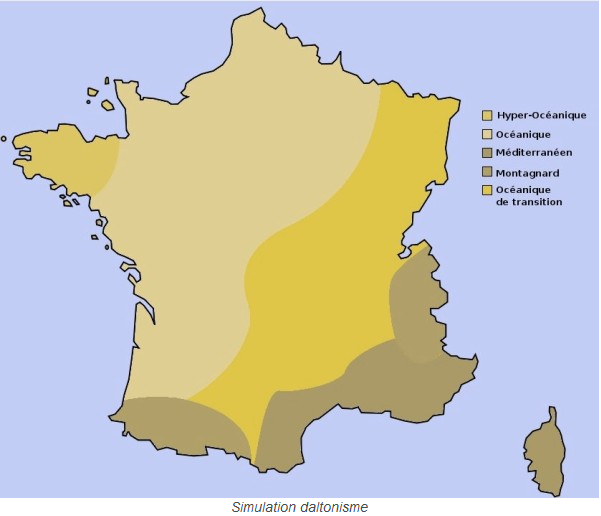 Hyper-Océanique
Océanique
Méditerranéen
Montagnard
Océanique
de transition
Simulation daltonisme